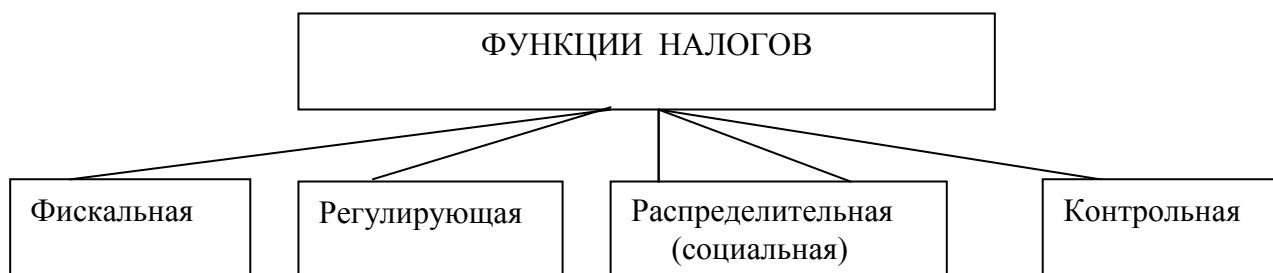 ФУНКЦИИ НАЛОГОВ
Фискальная
Регулирующая
Распределительная
(социальная)
Контрольная